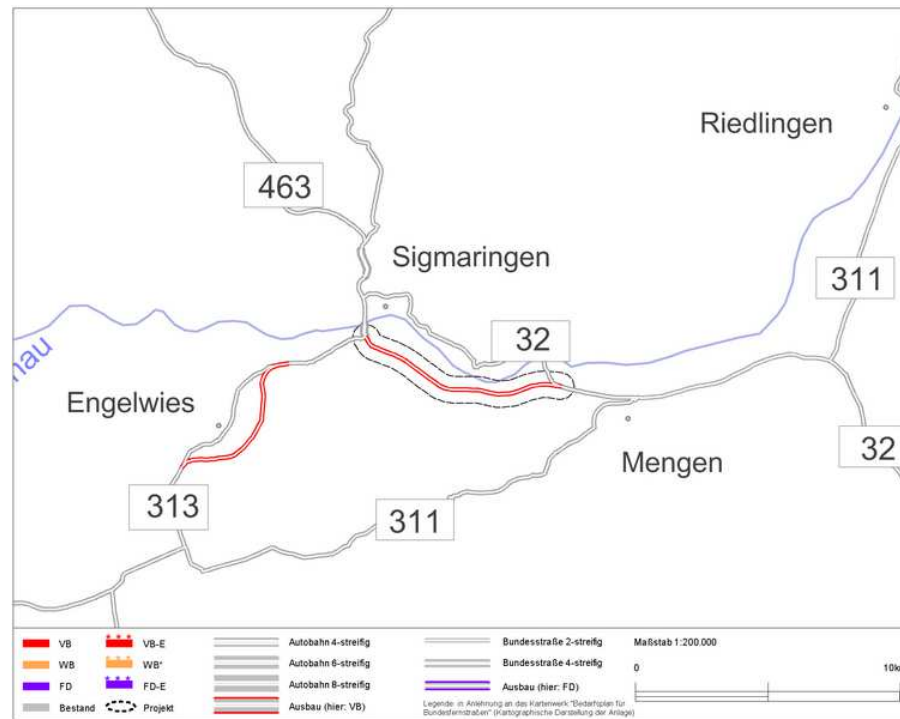 Riedlingen
463
Sigmaringen
311
32
nau
Engelwies
Mengen
32
313
311
VB
VB-E
Autobahn 4-streifig
Bundesstraße 2-streifig
Maßstab 1:200.000
WB
WB*
Autobahn 6-streifig
Bundesstraße 4-streifig
0
10k
FD
FD-E
Autobahn 8-streifig
Ausbau (hier: FD)
Bestand
Projekt
Ausbau (hier: VB)
Legende in Anlehnung an das Kartenwerk "Bedarfsplan für
Bundesfernstraßen" (Kartographische Darstellung der Anlage)